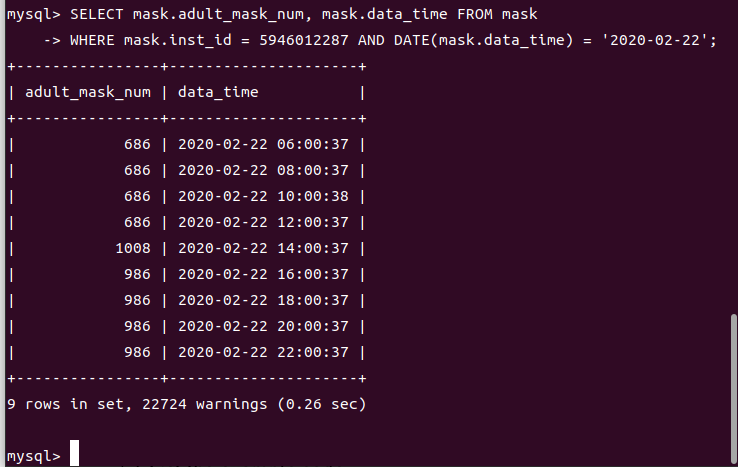 mysql> SELECT mask.adult_mask_num, mask.data_time FROM mask
    -> WHERE mask.inst_id = 5946012287 AND DATE(mask.data_time) = '2020-02-22';
+----------------+---------------------+
| adult_mask_num | data_time           |
+----------------+---------------------+
|            686 | 2020-02-22 06:00:37 |
|            686 | 2020-02-22 08:00:37 |
|            686 | 2020-02-22 10:00:38 |
|            686 | 2020-02-22 12:00:37 |
|           1008 | 2020-02-22 14:00:37 |
|            986 | 2020-02-22 16:00:37 |
|            986 | 2020-02-22 18:00:37 |
|            986 | 2020-02-22 20:00:37 |
|            986 | 2020-02-22 22:00:37 |
+----------------+---------------------+
9 rows in set, 22724 warnings (0.26 sec)
mysql>